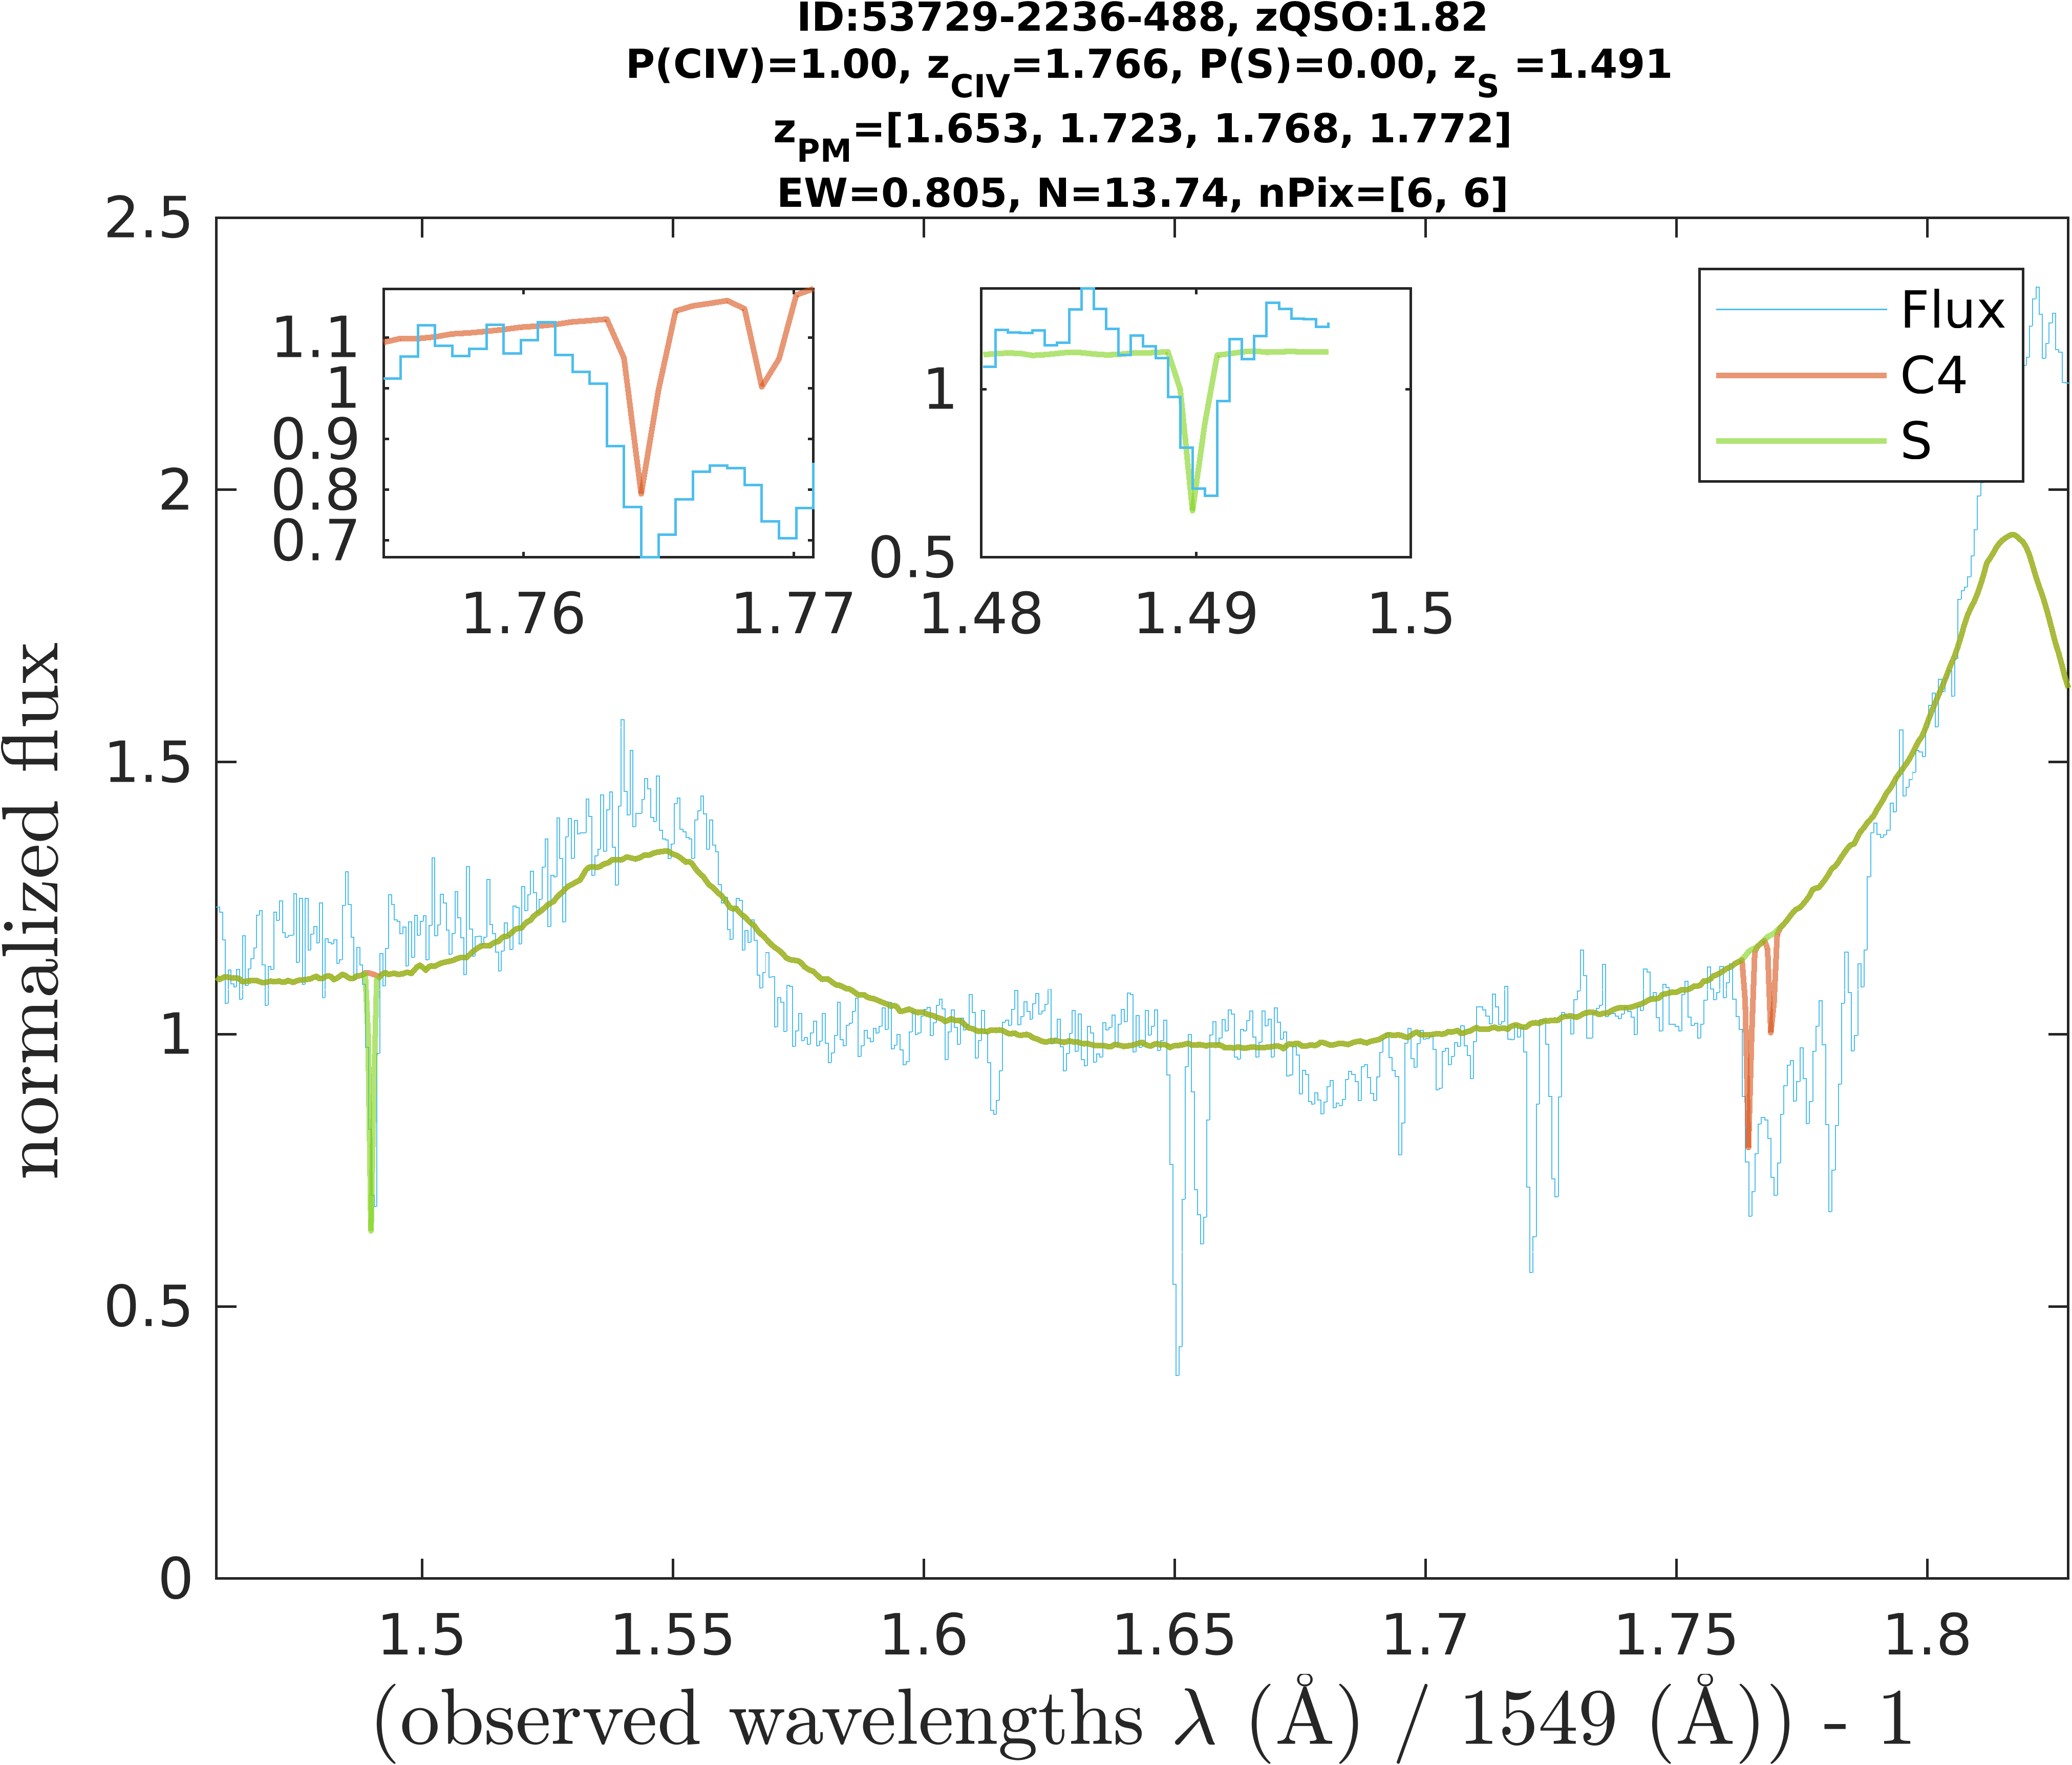 ID:53729-2236-488, zQSO:1.82
P(CIV)=1.00, zCIV=1.766, P(S)=0.00, zS =1.491
zPM=[1.653, 1.723, 1.768, 1.772]
EW=0.805, N=13.74, nPix=[6, 6]
2.5
2
1.5
1
0.5
0
normalized flux
1.1
1
0.9
0.8
0.7
1.76
1.77
1
0.5
1.48
1.49
1.5
Flux
C4
S
1.5
1.55
1.6
1.65
1.7
1.75
1.8
(observed wavelengths λ (Å) / 1549 (Å)) - 1